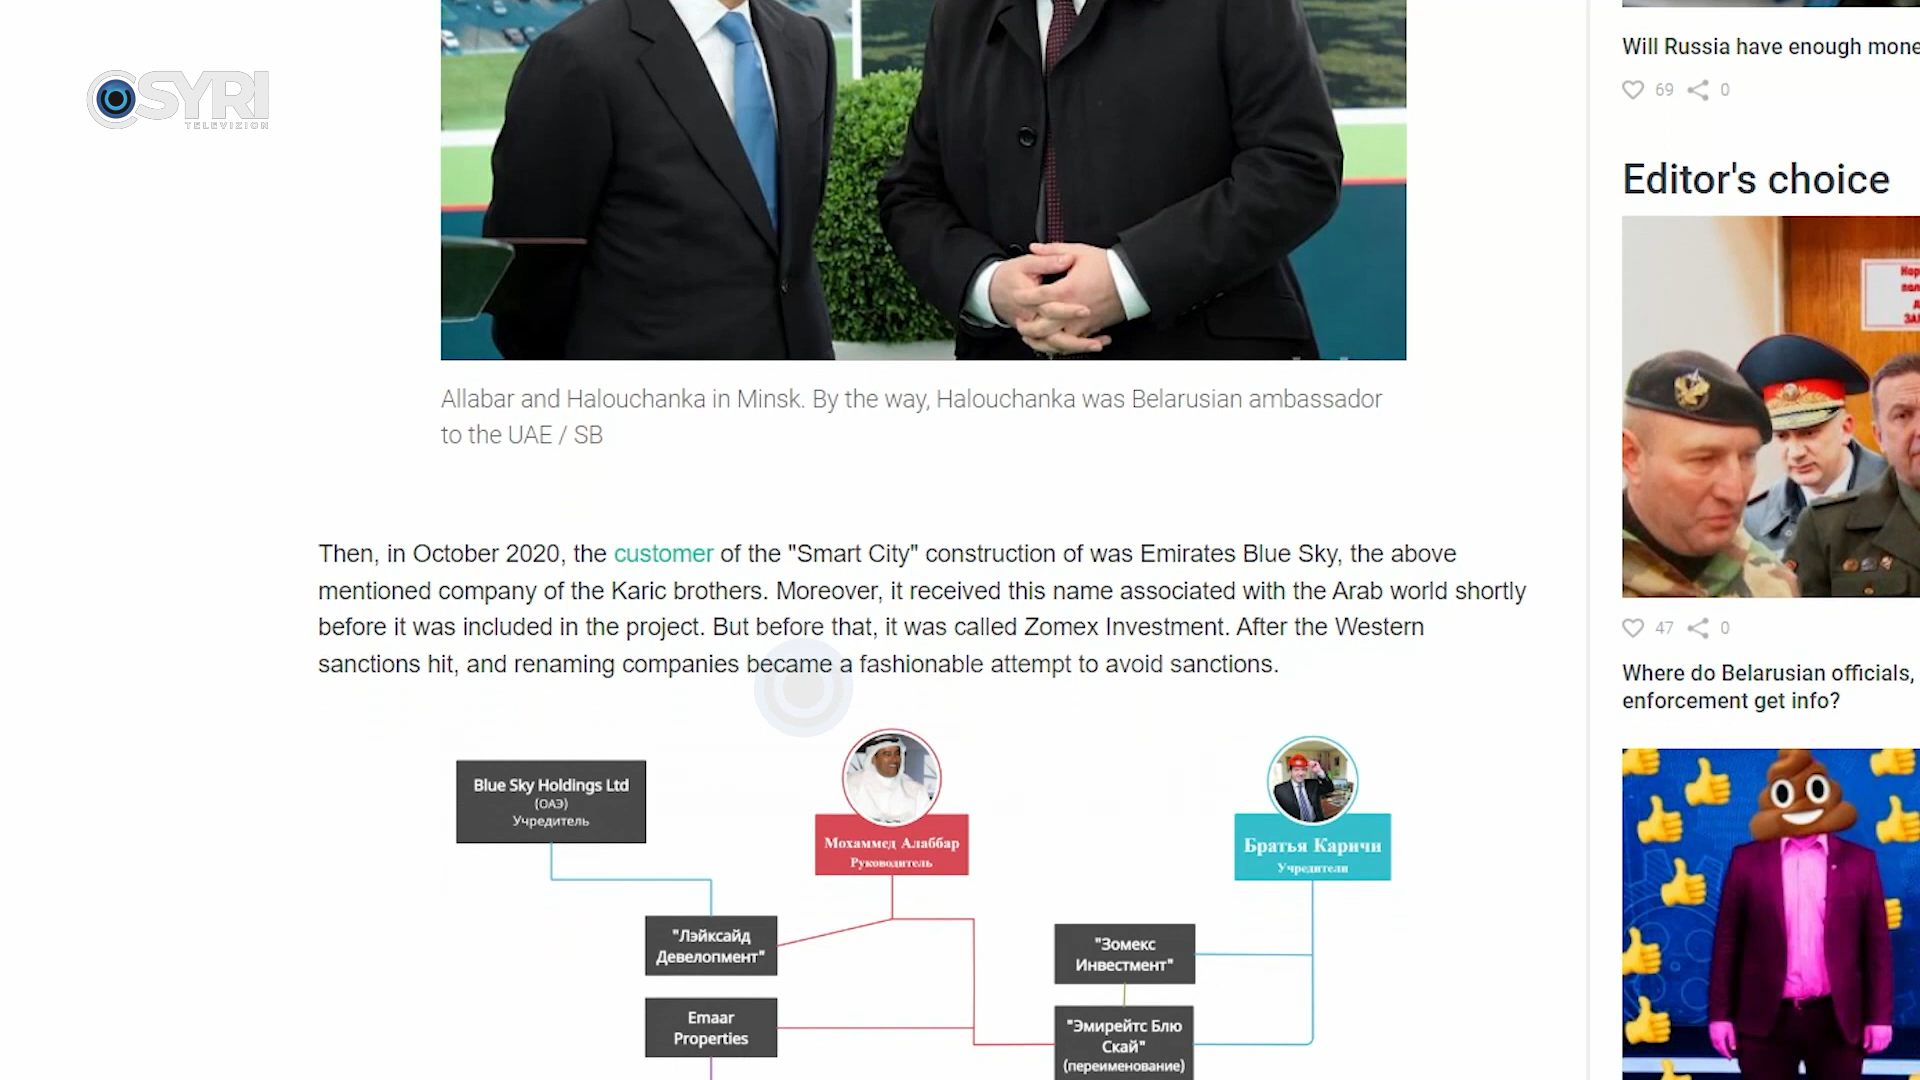 SYRI
TELEVIZION
Will Russia have enough mone
69 0
Editor's choice
Allabar and Halouchanka in Minsk. By the way, Halouchanka was Belarusian ambassador
to the UAE / SB
Then, in October 2020, the customer of the "Smart City" construction of was Emirates Blue Sky, the above
mentioned company of the Karic brothers. Moreover, it received this name associated with the Arab world shortly
before it was included in the project. But before that, it was called Zomex Investment. After the Western
sanctions hit, and renaming companies became a fashionable attempt to avoid sanctions.
47 0
Where do Belarusian officials,
enforcement get info?
Blue Sky Holdings Ltd
(ОАЭ)
Учредитель
Мохаммед Алаббар
Руководитель
Братья Каричи
Учредители
"Лэйксайд
Девелопмент"
"Зомекс
Инвестмент"
Emaar
Properties
"Эмирейтс Блю
Скай"
(переименование)